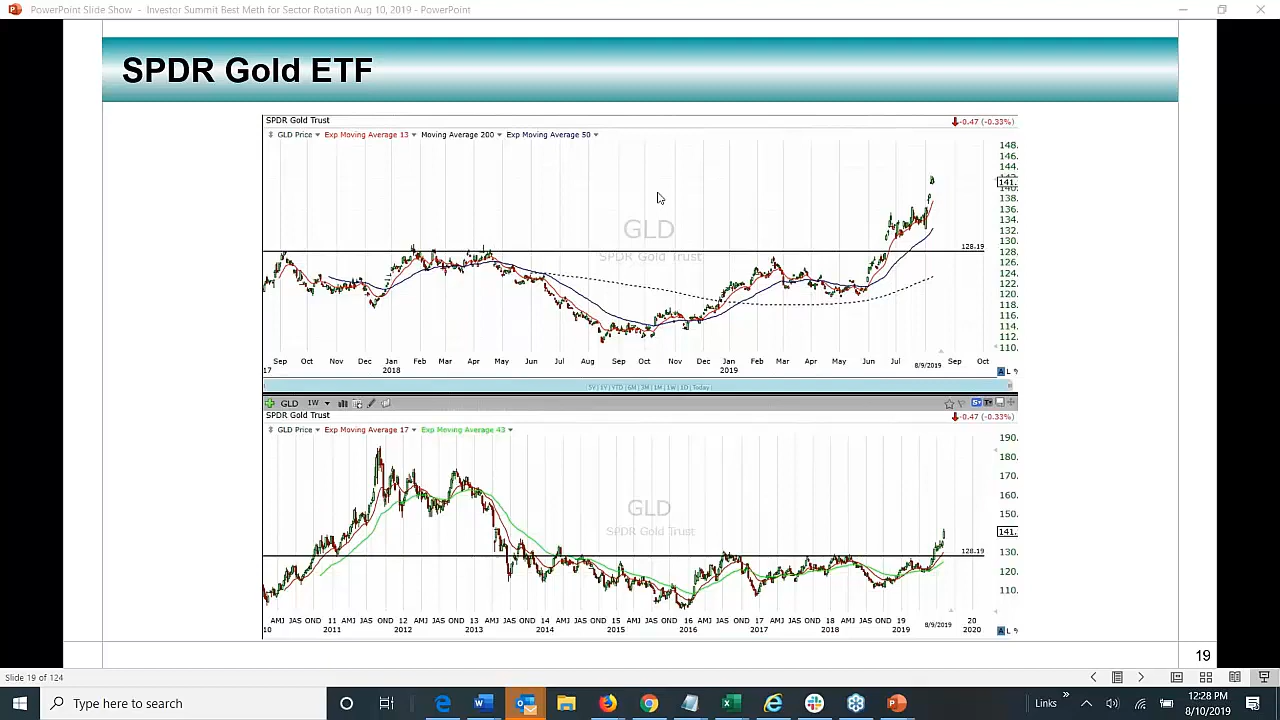 PowerPoint Slide Show - Investor Summit Best Meth for Sector Rotation Aug 10, 2019 - PowerPoint
SPDR Gold ETF
SPDR Gold Trust
-0.47 (-0.33%)
GLD Price Exp Moving Average 13 Moving Average 200 Exp Moving Average 50
148.
146.
144.
141.
138.
136.
134.
132.
130.
128.
126.
124.
122.
120.
118.
116.
114.
112.
110.
GLD
SPDR Gold Trust
128.19
Sep Oct Nov Dec Jan Feb Mar Apr May Jun Jul Aug Sep Oct Nov Dec Jan Feb Mar Apr May Jun Jul 8/9/2019 Sep Oct
17 2018 2019
A L %
5Y | 1Y | YTD | 6M | 3M | 1M | 1W | 1D | Today |
GLD 1W
SPDR Gold Trust
-0.47 (-0.33%)
GLD Price Exp Moving Average 17 Exp Moving Average 43
190.
180.
170.
160.
150.
141.
130.
120.
110.
GLD
SPDR Gold Trust
128.19
AMJ JAS OND 11 AMJ JAS OND 12 AMJ JAS OND 13 AMJ JAS OND 14 AMJ JAS OND 15 AMJ JAS OND 16 AMJ JAS OND 17 AMJ JAS OND 18 AMJ JAS OND 19 8/9/2019 20
10 2011 2012 2013 2014 2015 2016 2017 2018 2019 2020
A L %
19
Slide 19 of 124
Type here to search
Links
12:28 PM
8/10/2019